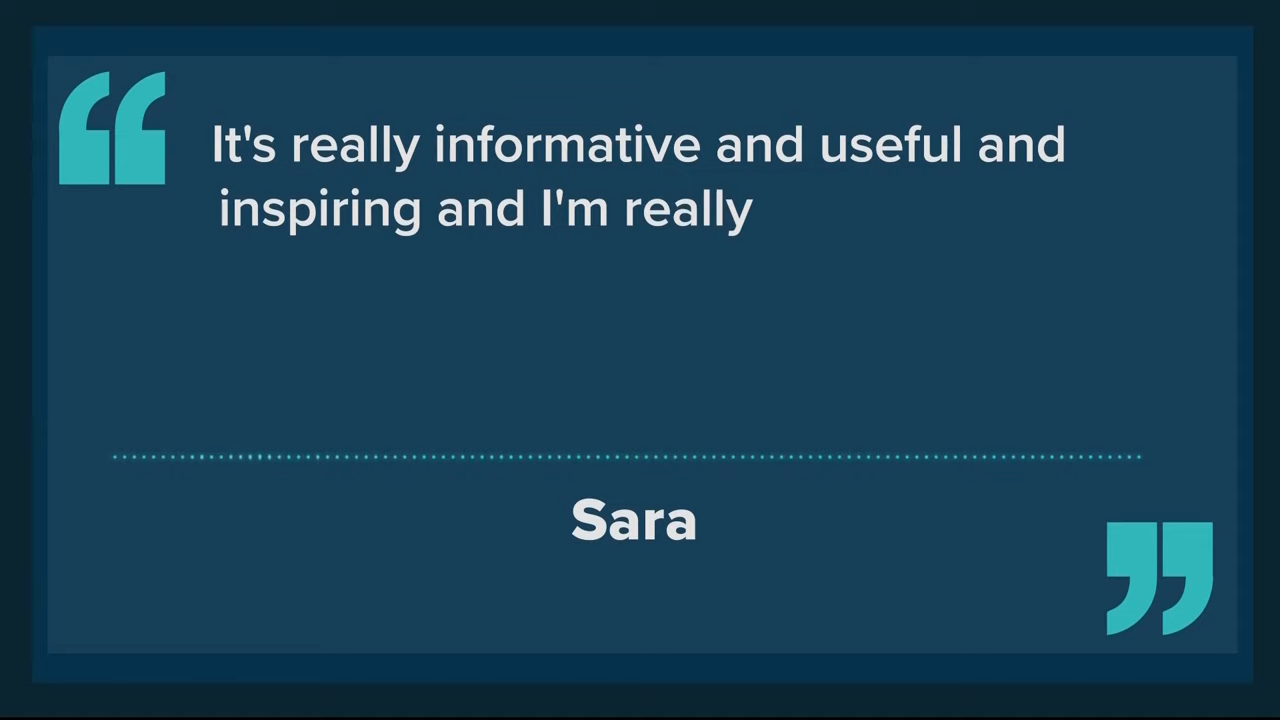 It's really informative and useful and
inspiring and I'm really
Sara